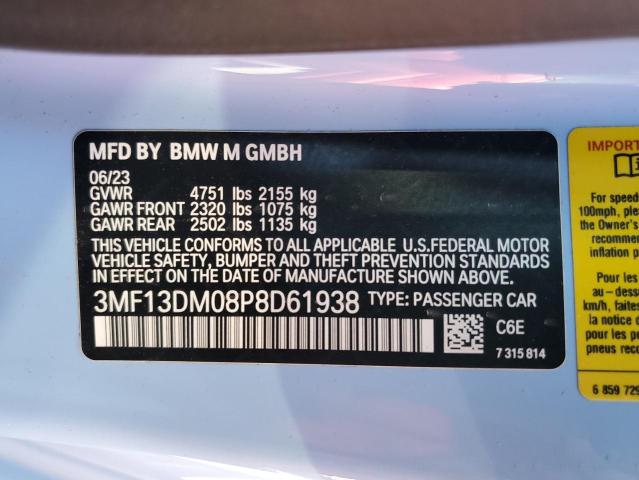 MFD BY BMW M GMBH
06/23
GVWR 4751 lbs 2155 kg
GAWR FRONT 2320 lbs 1075 kg
GAWR REAR 2502 lbs 1135 kg
THIS VEHICLE CONFORMS TO ALL APPLICABLE U.S.FEDERAL MOTOR
VEHICLE SAFETY, BUMPER AND THEFT PREVENTION STANDARDS
IN EFFECT ON THE DATE OF MANUFACTURE SHOWN ABOVE.
3MF13DM08P8D61938 TYPE: PASSENGER CAR
C6E
7 315 814
IMPORT
For speed
100mph, ple
the Owner's
recommen
inflation p
Pour les
au-dessu
km/h, faites
la notice d
pour les p
pneus reco
6 859 729